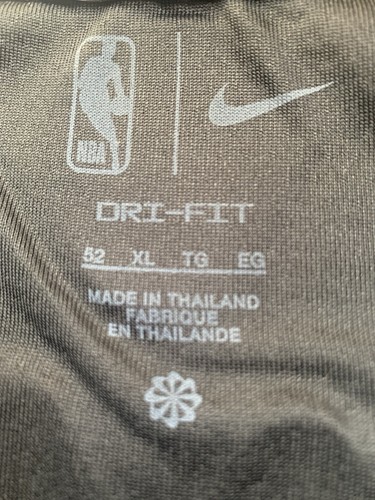 NBA
DRI-FIT
52 XL TG EG
MADE IN THAILAND
FABRIQUE
EN THAILANDE